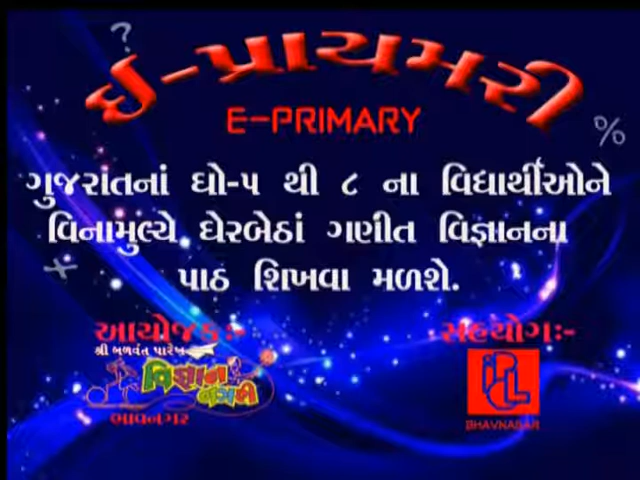 ઈ-પ્રાયમરી
E-PRIMARY
ગુજરાંતનાં ઘો-૫ થી ૮ ના વિદ્યાર્થીઓને
વિનામુલ્યે ઘેરબેઠાં ગણીત વિજ્ઞાનના
પાઠ શિખવા મળશે.
આયોજક:-
સહયોગ:-
શ્રી બળવંત પારેખ
વિજ્ઞાન
નગરી
ભાવનગર
BHAVNAGAR